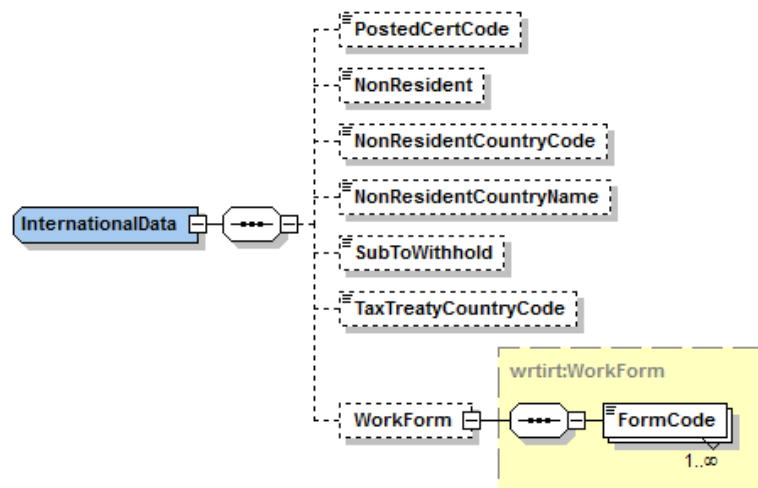 PostedCertCode
NonResident
NonResidentCountryCode
NonResidentCountryName
InternationalData
SubToWithhold
TaxTreatyCountryCode
wrtirt:WorkForm
WorkForm
FormCode
1..∞